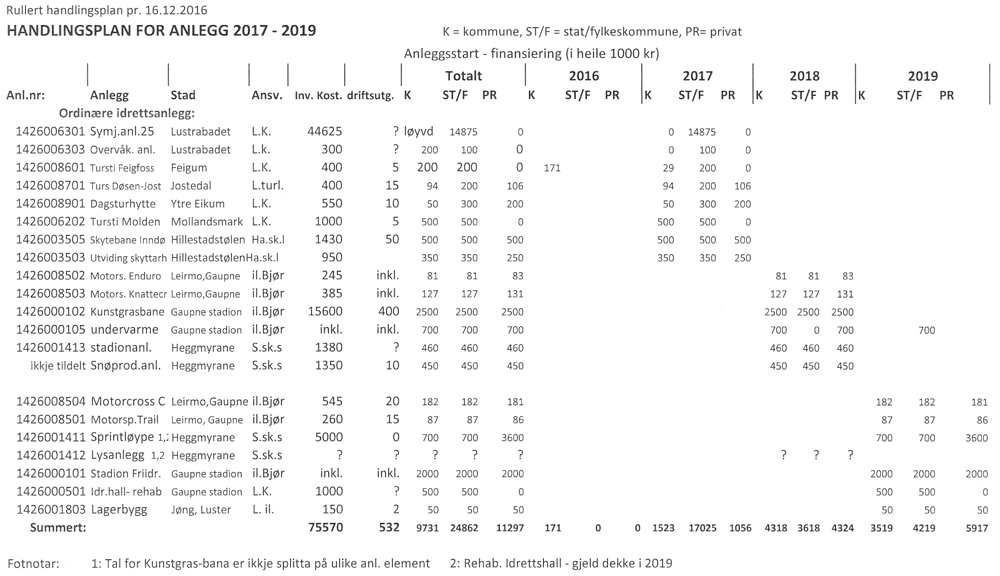 Rullert handlingsplan pr. 16.12.2016
HANDLINGSPLAN FOR ANLEGG 2017 - 2019 K = kommune, ST/F = stat/fylkeskommune, PR= privat
Anleggsstart - finansiering (i heile 1000 kr)
Totalt 2016 2017 2018 2019
Anl.nr: Anlegg Stad Ansv. Inv. Kost. driftsutg. K ST/F PR K ST/F PR K ST/F PR K ST/F PR K ST/F PR
Ordinære idrettsanlegg:
1426006301 Symj.anl.25 Lustrabadet L.K. 44625 ? løyvd 14875 0 0 14875 0
1426006303 Overvåk. anl. Lustrabadet L.k. 300 ? 200 100 0 0 100 0
1426008601 Tursti Feigfoss Feigum L.K. 400 5 200 200 0 171 29 200 0
1426008701 Turs Døsen-Jost Jostedal L.turl. 400 15 94 200 106 94 200 106
1426008901 Dagsturhytte Ytre Eikum L.K. 550 10 50 300 200 50 300 200
1426006202 Tursti Molden Mollandsmark L.K. 1000 5 500 500 0 500 500 0
1426003505 Skytebane Inndø Hillestadstølen Ha.sk.l 1430 50 500 500 500 500 500 500
1426003503 Utviding skyttarh HillestadstølenHa.sk.l 950 350 350 250 350 350 250
1426008502 Motors. Enduro Leirmo,Gaupne il.Bjør 245 inkl. 81 81 83 81 81 83
1426008503 Motors. Knattecr Leirmo,Gaupne il.Bjør 385 inkl. 127 127 131 127 127 131
1426000102 Kunstgrasbane Gaupne stadion il.Bjør 15600 400 2500 2500 2500 2500 2500 2500
1426000105 undervarme Gaupne stadion il.Bjør inkl. inkl. 700 700 700 700 0 700 700
1426001413 stadionanl. Heggmyrane S.sk.s 1380 ? 460 460 460 460 460 460
ikkje tildelt Snøprod.anl. Heggmyrane S.sk.s 1350 10 450 450 450 450 450 450
1426008504 Motorcross C Leirmo,Gaupne il.Bjør 545 20 182 182 181 182 182 181
1426008501 Motorsp.Trail Leirmo, Gaupne il.Bjør 260 15 87 87 86 87 87 86
1426001411 Sprintløype 1,2 Heggmyrane S.sk.s 5000 0 700 700 3600 700 700 3600
1426001412 Lysanlegg 1,2 Heggmyrane S.sk.s ? ? ? ? ? ? ? ?
1426000101 Stadion Friidr. Gaupne stadion il.Bjør inkl. inkl. 2000 2000 2000 2000 2000 2000
1426000501 Idr.hall- rehab Gaupne stadion L.K. 1000 ? 500 500 0 500 500 0
1426001803 Lagerbygg Jøng, Luster L. il. 150 2 50 50 50 50 50 50
Summert: 75570 532 9731 24862 11297 171 0 0 1523 17025 1056 4318 3618 4324 3519 4219 5917
Fotnotar: 1: Tal for Kunstgras-bana er ikkje splitta på ulike anl. element 2: Rehab. Idrettshall - gjeld dekke i 2019